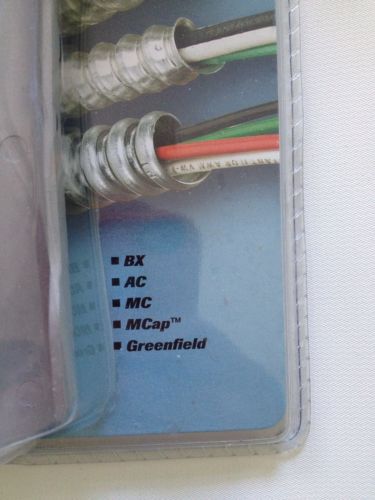 ▪ BX
▪ AC
▪ MC
▪ MCap™
▪ Greenfield